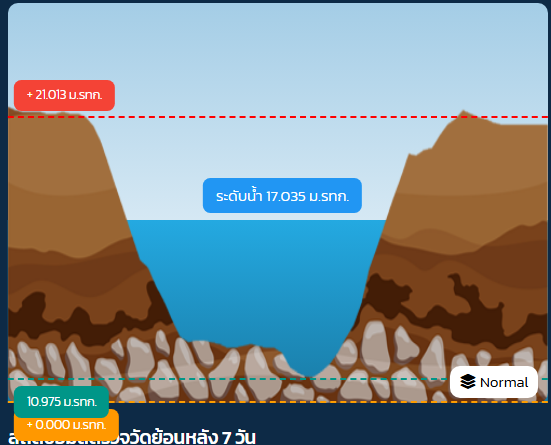 + 21.013 ม.รทก.
ระดับน้ำ 17.035 ม.รทก.
Normal
10.975 ม.รทก.
+ 0.000 ม.รทก.
ย้อนหลัง 7 วัน